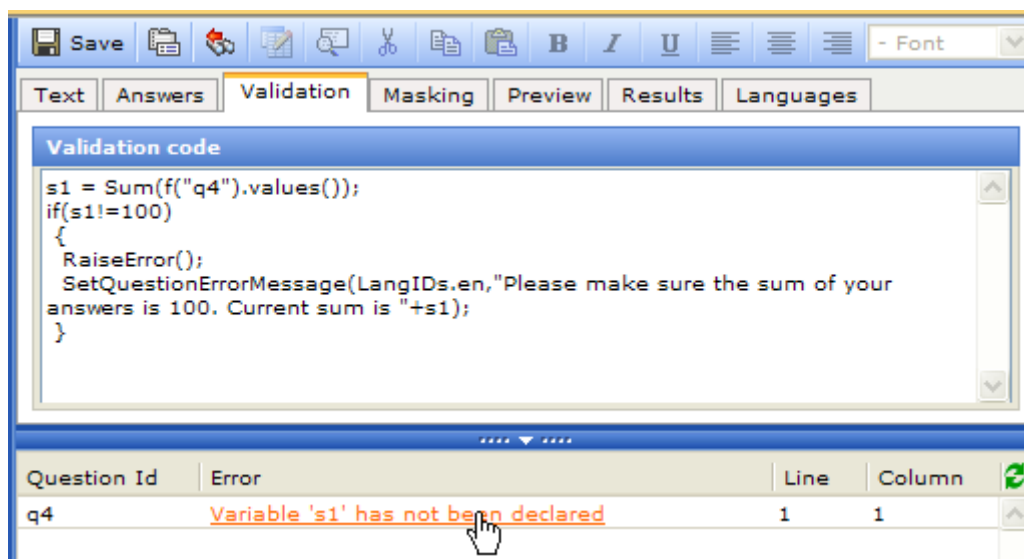 Save B I U - Font
Text Answers Validation Masking Preview Results Languages
Validation code
s1 = Sum(f("q4").values());
if(s1!=100)
{
RaiseError();
SetQuestionErrorMessage(LangIDs.en,"Please make sure the sum of your
answers is 100. Current sum is "+s1);
}
Question Id Error Line Column
q4 Variable 's1' has not been declared 1 1